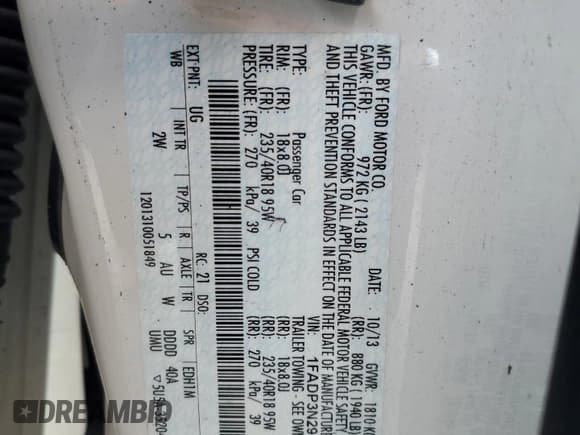 MFD. BY FORD MOTOR CO.
DATE: 10/13 GVWR: 1810 K
GAWR: (FR) 972 KG ( 2143 LB) (RR) 880 KG ( 1940 LB)
THIS VEHICLE CONFORMS TO ALL APPLICABLE FEDERAL MOTOR VEHICLE SAFETY
AND THEFT PREVENTION STANDARDS IN EFFECT ON THE DATE OF MANUFACTURE
VIN: 1FADP3N29
TYPE: Passenger Car TRAILER TOWING - SEE OWN
RIM: (FR): 18x8.0J (RR): 18x8.0J
TIRE: (FR): 235/40R18 95W (RR): 235/40R18 95W
PRESSURE: (FR): 270 kPa/ 39 PSI COLD (RR): 270 kPa/ 39
EXT PNT: UG RC: 21 DSO:
WB INT TR TP/PS R AXLE TR SPR EDH1M
2W 5 AU W DDDD 40A
1201310051849 UMU
DREAMBID